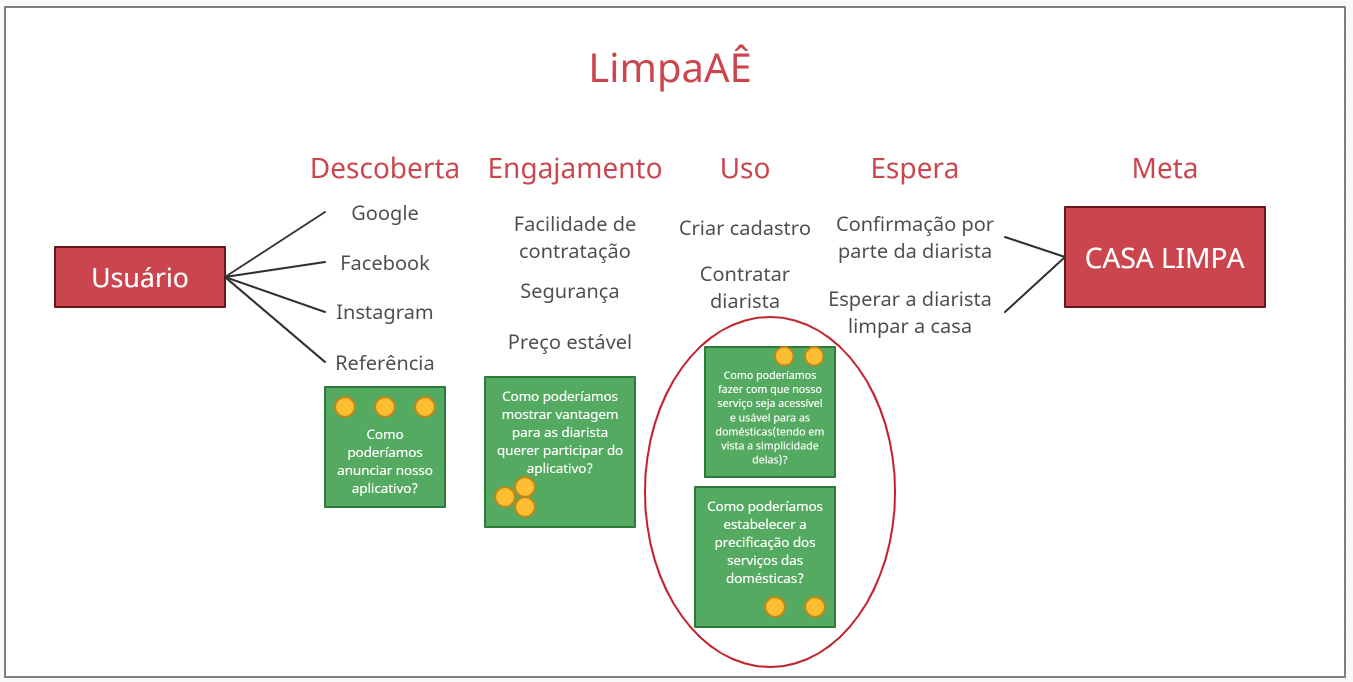 LimpaAÊ
Descoberta
Engajamento
Uso
Espera
Meta
Usuário
Google
Facebook
Instagram
Referência
Como
poderíamos
anunciar nosso
aplicativo?
Facilidade de
contratação
Segurança
Preço estável
Como poderíamos
mostrar vantagem
para as diarista
querer participar do
aplicativo?
Criar cadastro
Contratar
diarista
Como poderíamos
fazer com que nosso
serviço seja acessível
e usável para as
domésticas(tendo em
vista a simplicidade
delas)?
Como poderíamos
estabelecer a
precificação dos
serviços das
domésticas?
Confirmação por
parte da diarista
Esperar a diarista
limpar a casa
CASA LIMPA